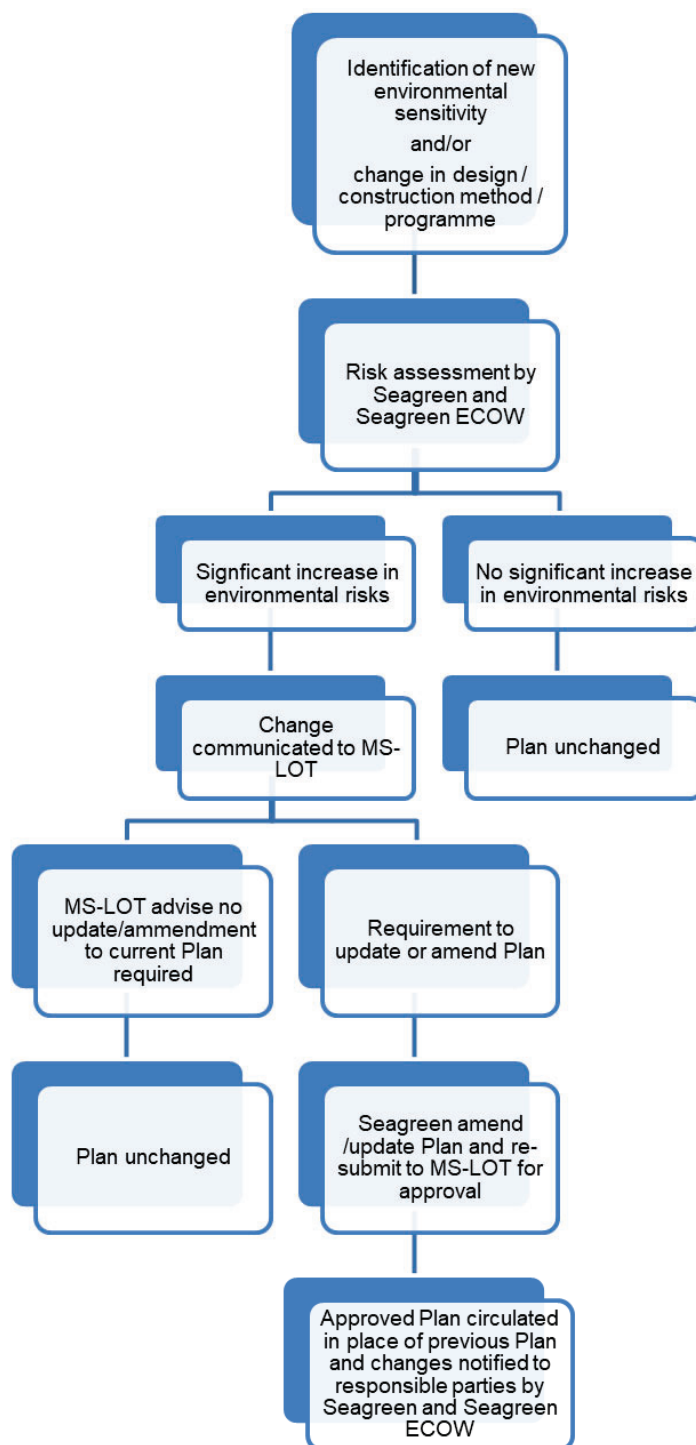 Identification of new
environmental
sensitivity
and/or
change in design /
construction method /
programme
Risk assessment by
Seagreen and
Seagreen ECOW
Signficant increase in
environmental risks
No significant increase
in environmental risks
Change
communicated to MS-
LOT
Plan unchanged
MS-LOT advise no
update/ammendment
to current Plan
required
Requirement to
update or amend Plan
Plan unchanged
Seagreen amend
/update Plan and re-
submit to MS-LOT for
approval
Approved Plan circulated
in place of previous Plan
and changes notified to
responsible parties by
Seagreen and Seagreen
ECOW